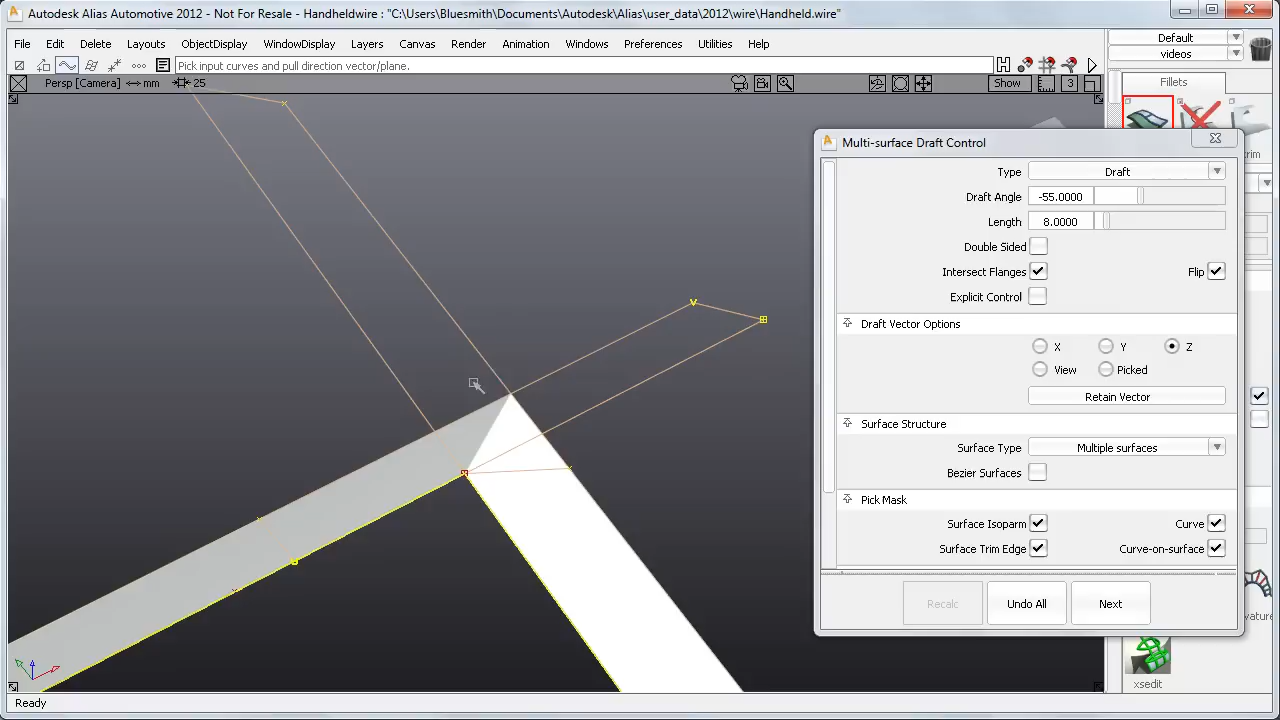 Autodesk Alias Automotive 2012 - Not For Resale - Handheldwire : "C:\Users\Bluesmith\Documents\Autodesk\Alias\user_data\2012\wire\Handheld.wire"
File Edit Delete Layouts ObjectDisplay WindowDisplay Layers Canvas Render Animation Windows Preferences Utilities Help
Default
videos
Pick input curves and pull direction vector/plane.
Persp [Camera] mm 25
Show
3
Fillets
Multi-surface Draft Control
Type Draft
Draft Angle -55.0000
Length 8.0000
Double Sided
Intersect Flanges Flip
Explicit Control
Draft Vector Options
X Y Z
View Picked
Retain Vector
Surface Structure
Surface Type Multiple surfaces
Bezier Surfaces
Pick Mask
Surface Isoparm Curve
Surface Trim Edge Curve-on-surface
Recalc Undo All Next
xsedit
Ready